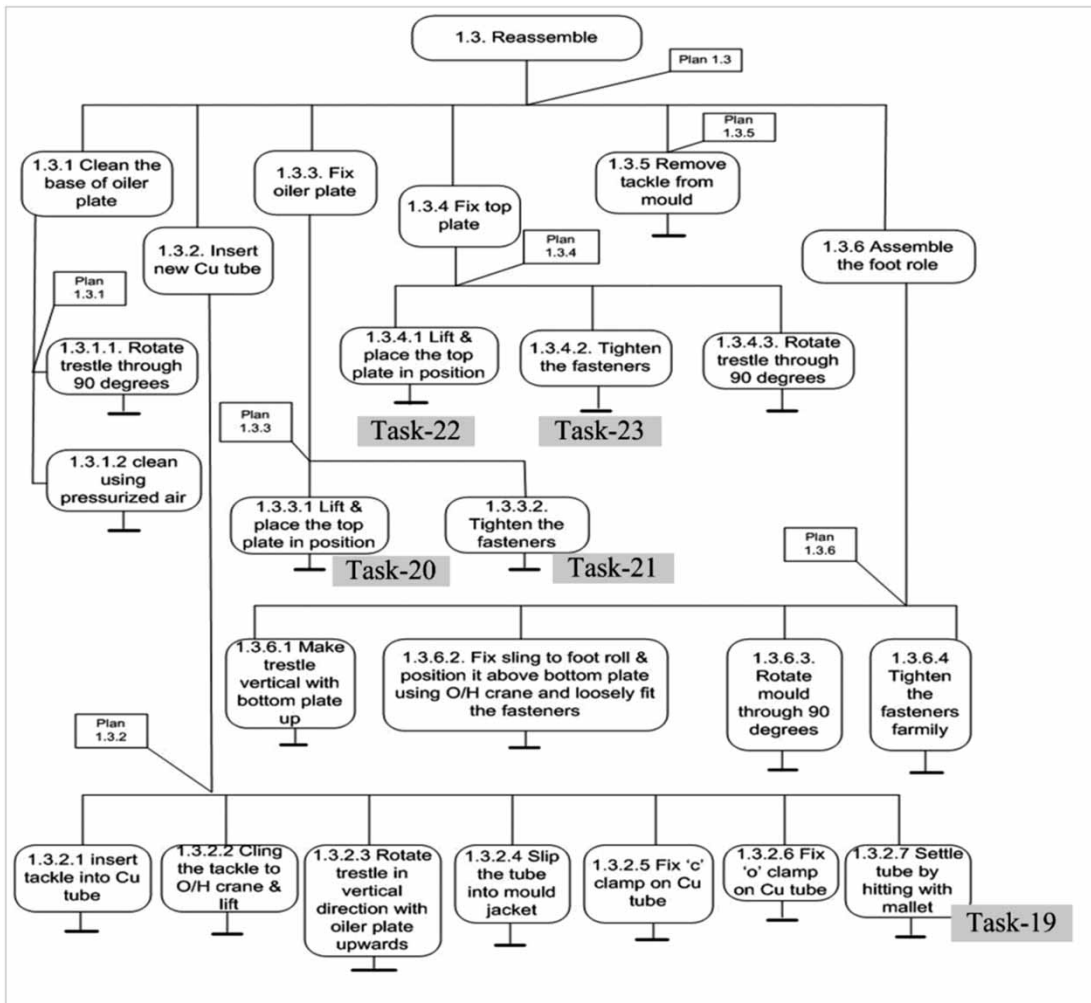 1.3. Reassemble
Plan 1.3
Plan
1.3.5
1.3.1 Clean the
base of oiler
plate
1.3.3. Fix
oiler plate
1.3.5 Remove
tackle from
mould
1.3.4 Fix top
plate
1.3.2. Insert
new Cu tube
Plan
1.3.4
1.3.6 Assemble
the foot role
Plan
1.3.1
1.3.1.1. Rotate
trestle through
90 degrees
1.3.4.1 Lift &
place the top
plate in position
1.3.4.2. Tighten
the fasteners
1.3.4.3. Rotate
trestle through
90 degrees
Task-22
Task-23
Plan
1.3.3
1.3.1.2 clean
using
pressurized air
1.3.3.1 Lift &
place the top
plate in position
1.3.3.2.
Tighten the
fasteners
Task-20
Task-21
Plan
1.3.6
1.3.6.1 Make
trestle
vertical with
bottom plate
up
1.3.6.2. Fix sling to foot roll &
position it above bottom plate
using O/H crane and loosely fit
the fasteners
1.3.6.3.
Rotate
mould
through 90
degrees
1.3.6.4
Tighten
the
fasteners
farmily
Plan
1.3.2
1.3.2.1 insert
tackle into Cu
tube
1.3.2.2 Cling
the tackle to
O/H crane &
lift
1.3.2.3 Rotate
trestle in
vertical
direction with
oiler plate
upwards
1.3.2.4 Slip
the tube
into mould
jacket
1.3.2.5 Fix ‘c’
clamp on Cu
tube
1.3.2.6 Fix
‘o’ clamp
on Cu tube
1.3.2.7 Settle
tube by
hitting with
mallet
Task-19